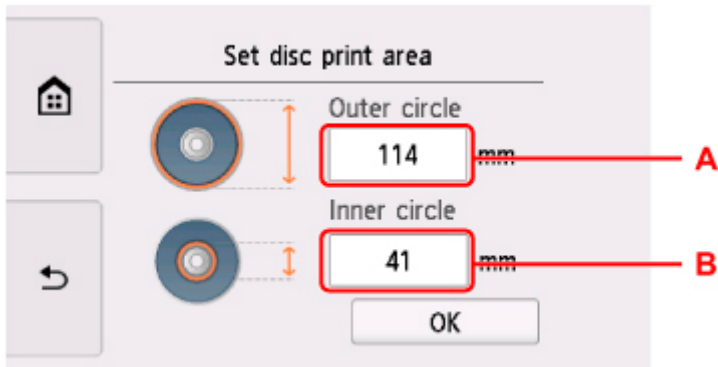 Set disc print area
Outer circle
114 mm A
Inner circle
41 mm B
OK